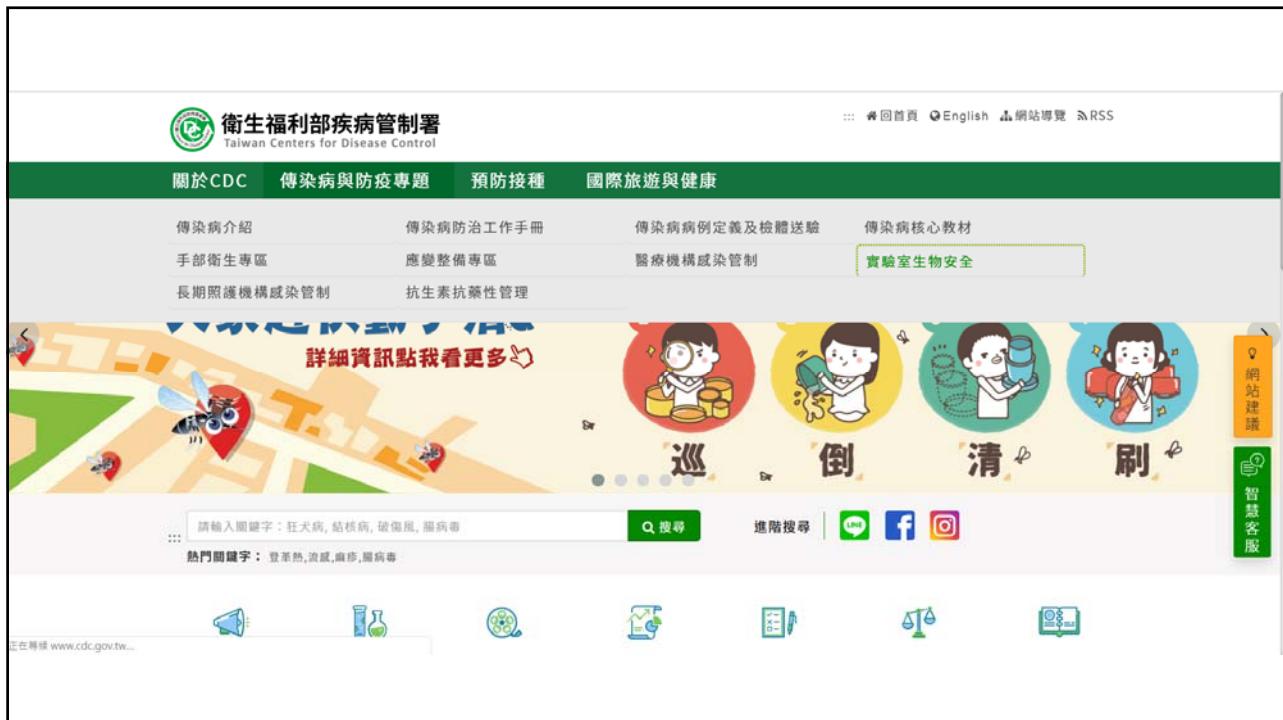 衛生福利部疾病管制署
Taiwan Centers for Disease Control
::: 回首頁 English 網站導覽 RSS
關於CDC 傳染病與防疫專題 預防接種 國際旅遊與健康
傳染病介紹 傳染病防治工作手冊 傳染病病例定義及檢體送驗 傳染病核心教材
手部衛生專區 應變整備專區 醫療機構感染管制 實驗室生物安全
長期照護機構感染管制 抗生素抗藥性管理
詳細資訊點我看更多
巡 倒 清 刷
網站建議
智慧客服
::: 請輸入關鍵字：狂犬病, 結核病, 破傷風, 腸病毒 搜尋 進階搜尋 LINE
熱門關鍵字： 登革熱,流感,麻疹,腸病毒
正在等候 www.cdc.gov.tw...